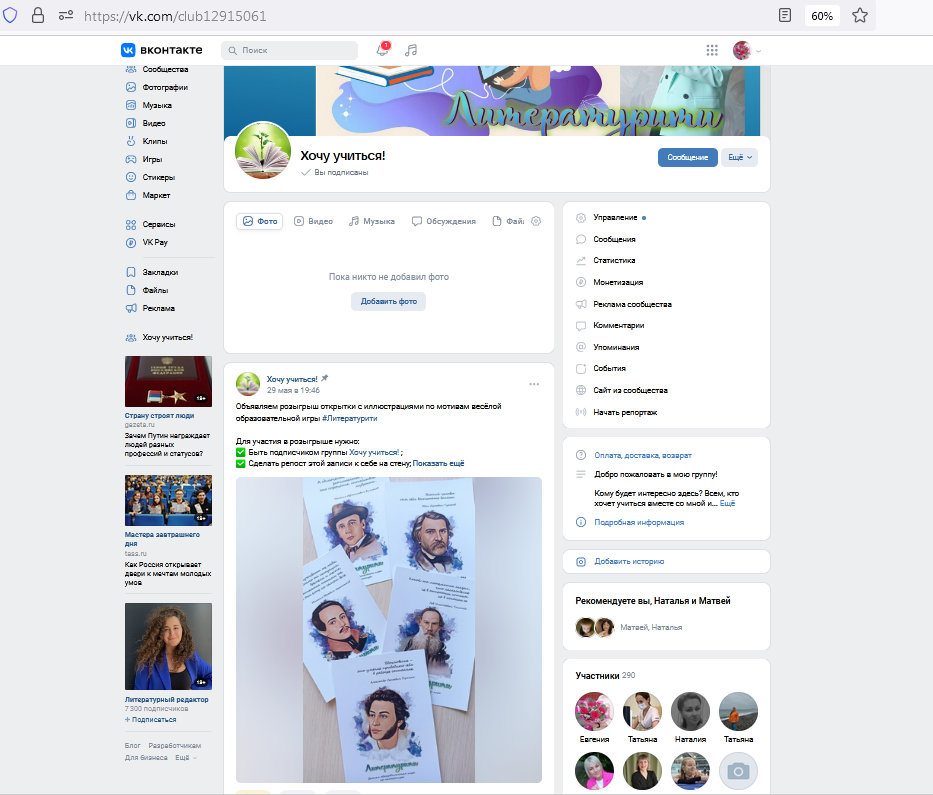 https://vk.com/club12915061
60%
вконтакте
Поиск
1
Сообщества
Фотографии
Музыка
Видео
Клипы
Игры
Стикеры
Маркет
Сервисы
VK Pay
Закладки
Файлы
Реклама
Хочу учиться!
18+
Страну строят люди
gazeta.ru
Зачем Путин награждает
людей разных
профессий и статусов?
18+
Мастера завтрашнего
дня
tass.ru
Как Россия открывает
двери к мечтам молодых
умов
18+
Литературный редактор
7 300 подписчиков
+ Подписаться
Блог Разработчикам
Для бизнеса Ещё
Литературити
Хочу учиться!
Вы подписаны
Сообщение
Ещё
Фото
Видео
Музыка
Обсуждения
Фай
Пока никто не добавил фото
Добавить фото
Хочу учиться!
29 мая в 19:46
Объявляем розыгрыш открытки с иллюстрациями по мотивам весёлой
образовательной игры #Литературити
Для участия в розыгрыше нужно:
✅ Быть подписчиком группы Хочу учиться! ;
✅ Сделать репост этой записи к себе на стену; Показать ещё
Литературити
Управление
Сообщения
Статистика
Монетизация
Реклама сообщества
Комментарии
Упоминания
События
Сайт из сообщества
Начать репортаж
Оплата, доставка, возврат
Добро пожаловать в мою группу!
Кому будет интересно здесь? Всем, кто
хочет учиться вместе со мной и... Ещё
Подробная информация
Добавить историю
Рекомендуете вы, Наталья и Матвей
Матвей, Наталья
Участники 290
Евгения
Татьяна
Наталия
Татьяна